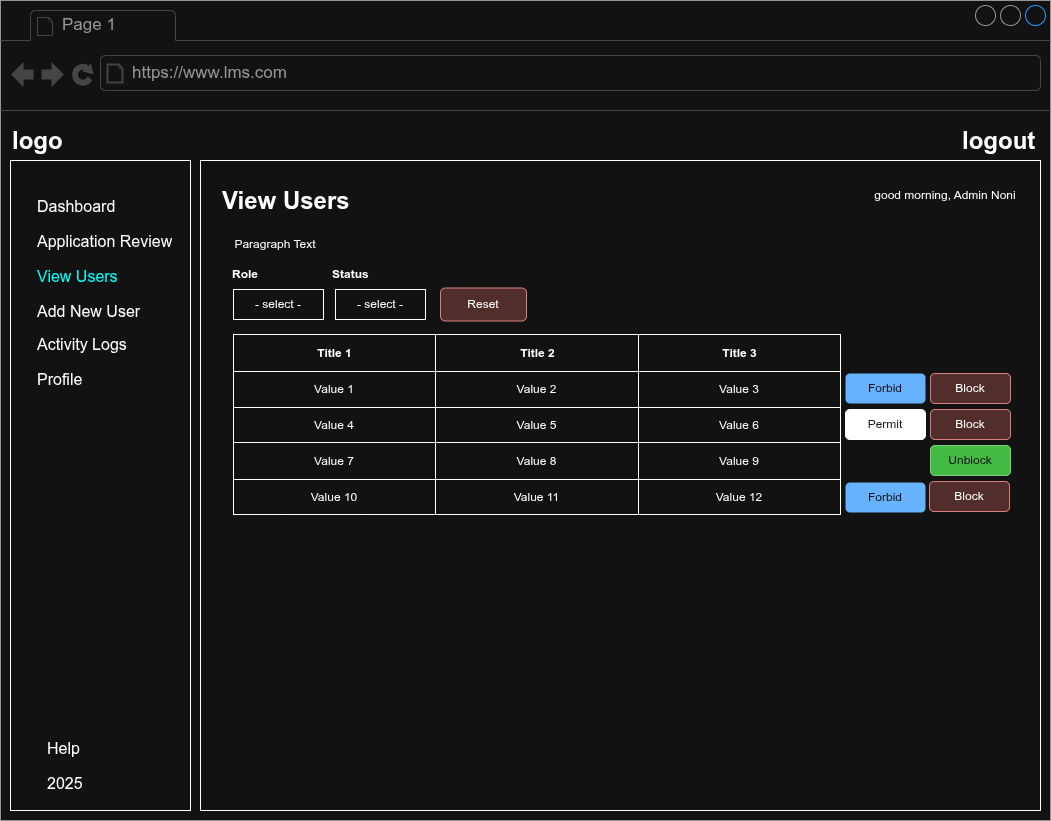 Page 1
https://www.lms.com
logo
logout
Dashboard
Application Review
View Users
Add New User
Activity Logs
Profile
Help
2025
View Users
good morning, Admin Noni
Paragraph Text
Role Status
- select - - select - Reset
Title 1 Title 2 Title 3
Value 1 Value 2 Value 3 Forbid Block
Value 4 Value 5 Value 6 Permit Block
Value 7 Value 8 Value 9 Unblock
Value 10 Value 11 Value 12 Forbid Block